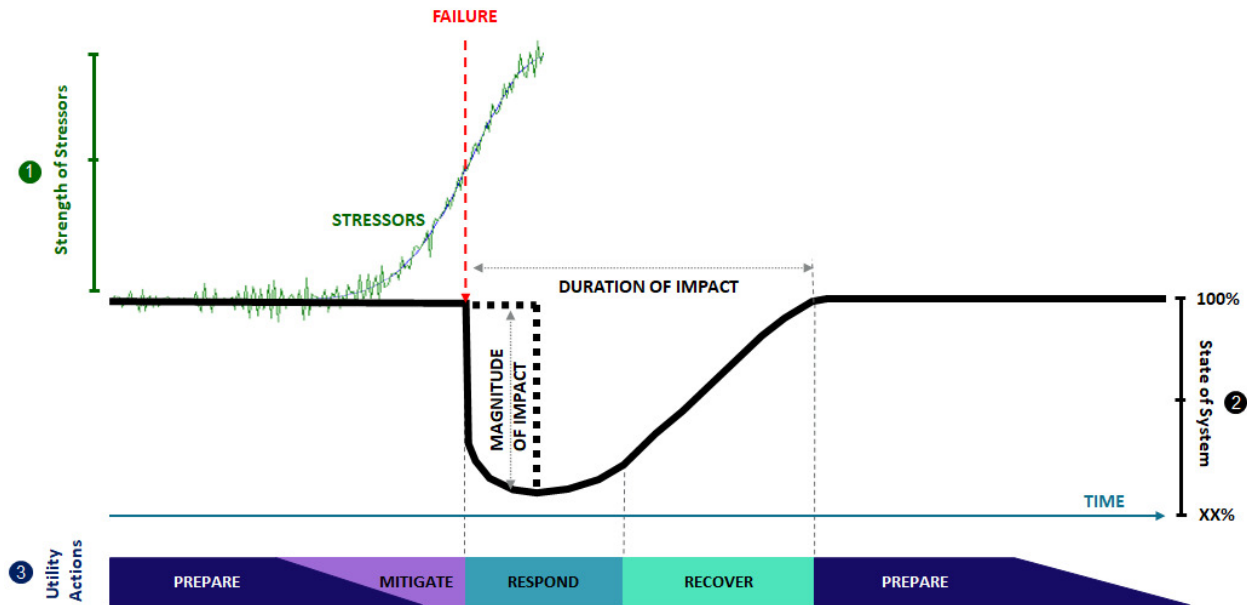 FAILURE
1
Strength of Stressors
STRESSORS
DURATION OF IMPACT
MAGNITUDE
OF IMPACT
100%
State of System
2
TIME
XX%
3
Utility
Actions
PREPARE
MITIGATE
RESPOND
RECOVER
PREPARE